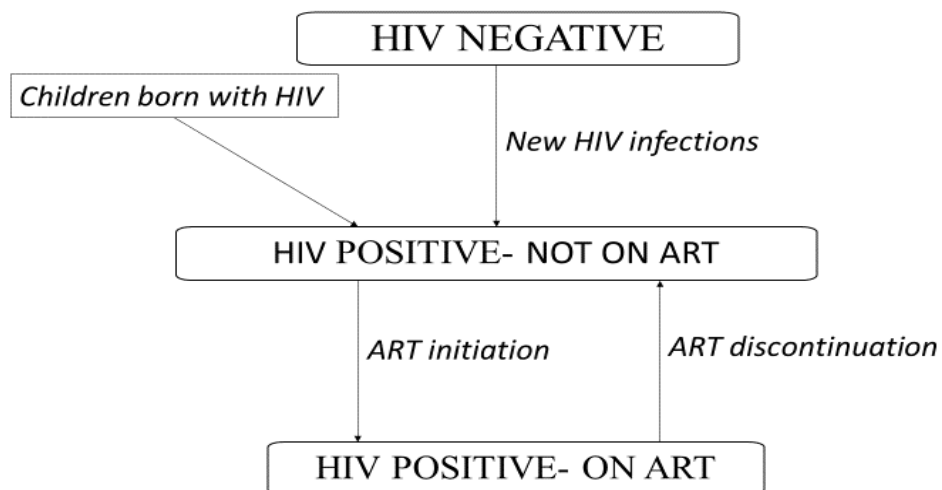 HIV NEGATIVE
Children born with HIV
New HIV infections
HIV POSITIVE- NOT ON ART
ART initiation
ART discontinuation
HIV POSITIVE- ON ART